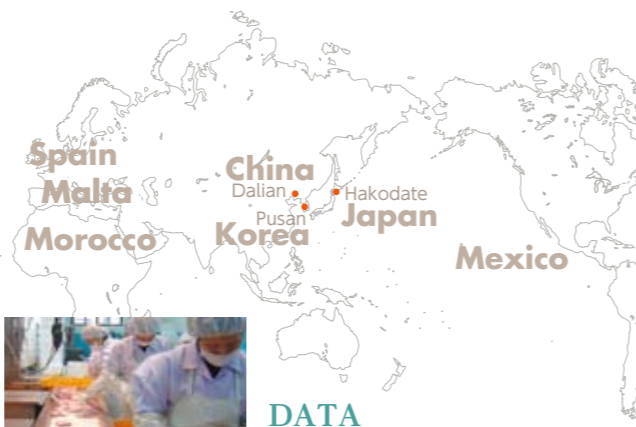 Spain
Malta
Morocco
China
Dalian
Hakodate
Pusan
Korea
Japan
Mexico
DATA